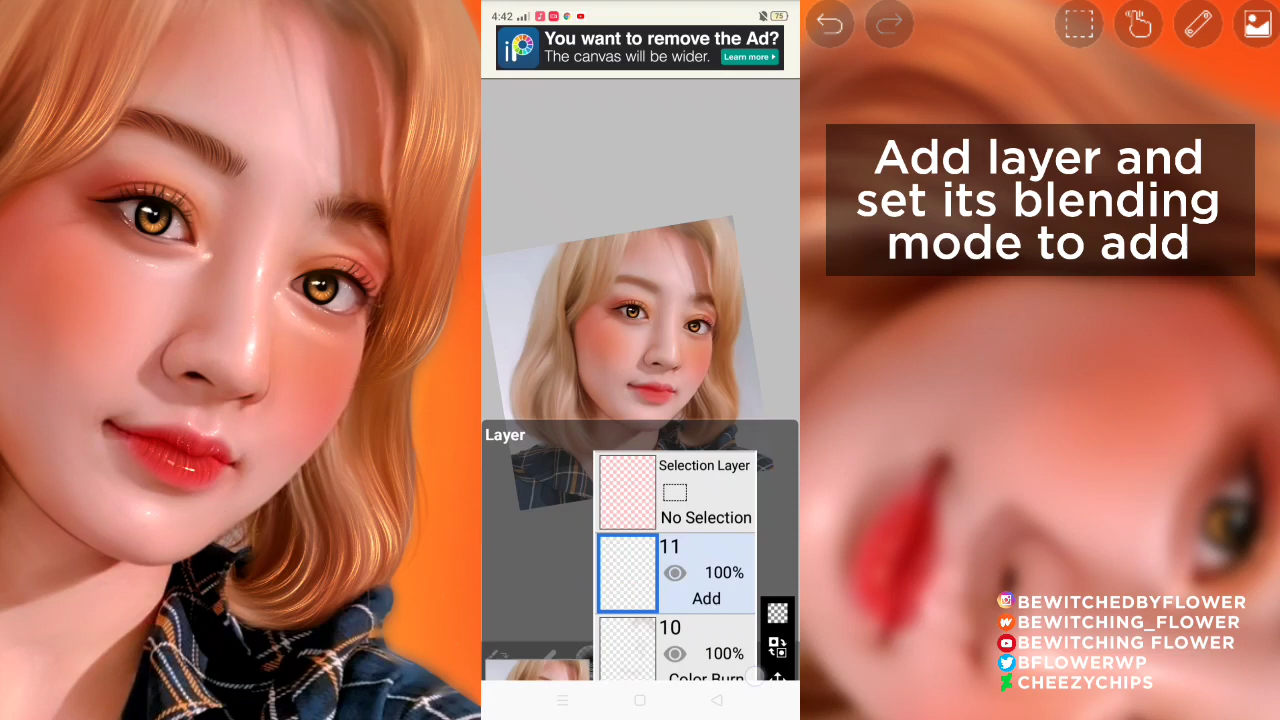 4:42
75
iP
You want to remove the Ad?
The canvas will be wider.
Learn more
Layer
Selection Layer
No Selection
11
100%
Add
10
100%
Color Burn
Add layer and
set its blending
mode to add
BEWITCHEDBYFLOWER
BEWITCHING_FLOWER
BEWITCHING FLOWER
BFLOWERWP
CHEEZYCHIPS